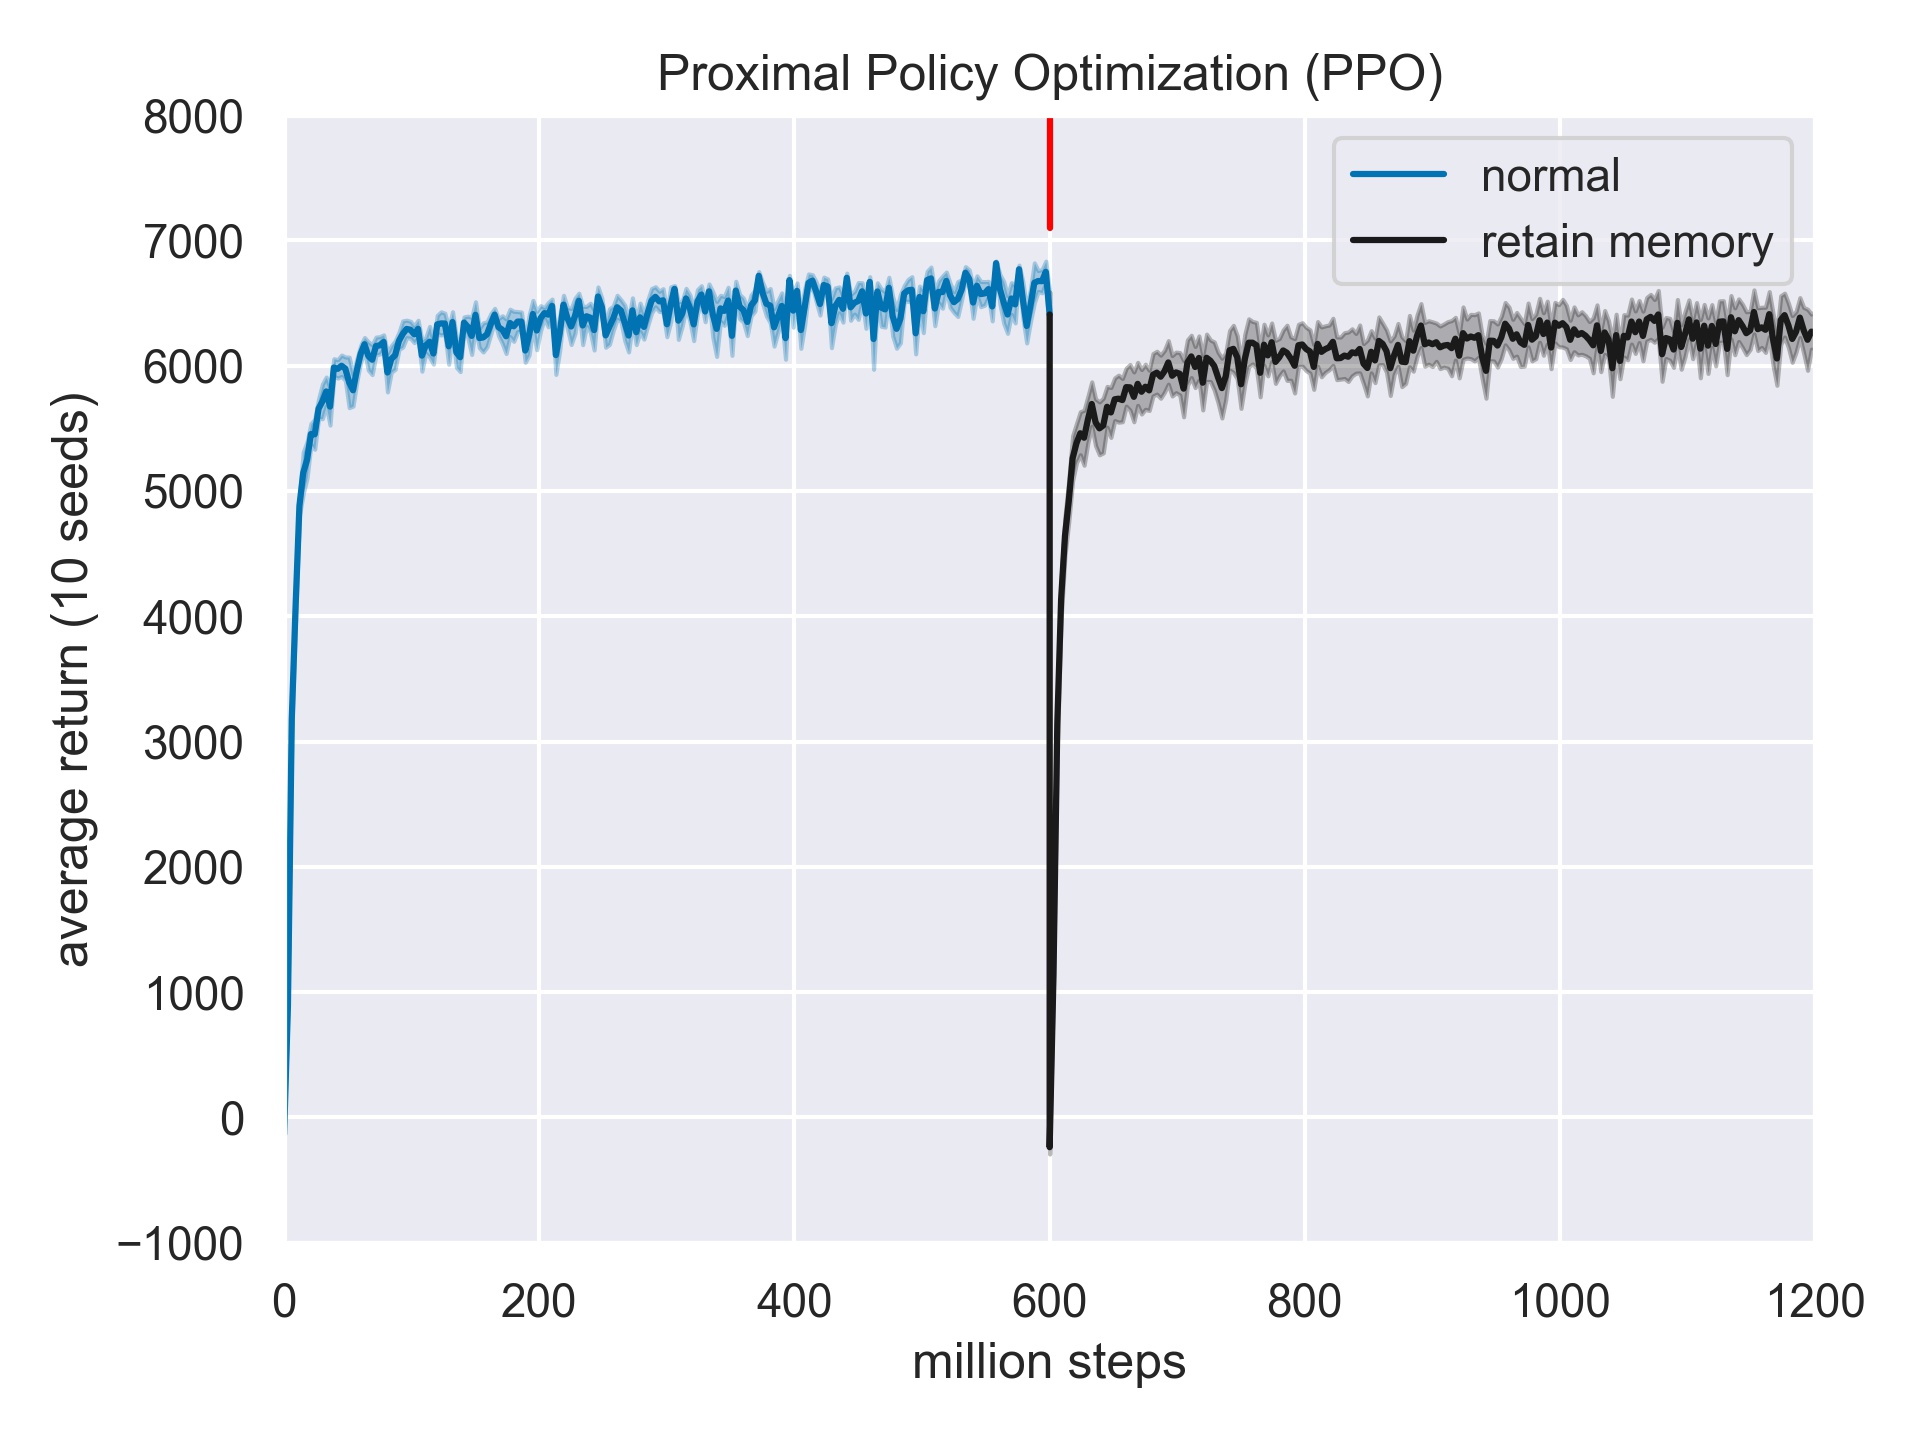 Proximal Policy Optimization (PPO)
8000
7000
6000
5000
4000
3000
2000
1000
0
−1000
average return (10 seeds)
normal
retain memory
0 200 400 600 800 1000 1200
million steps